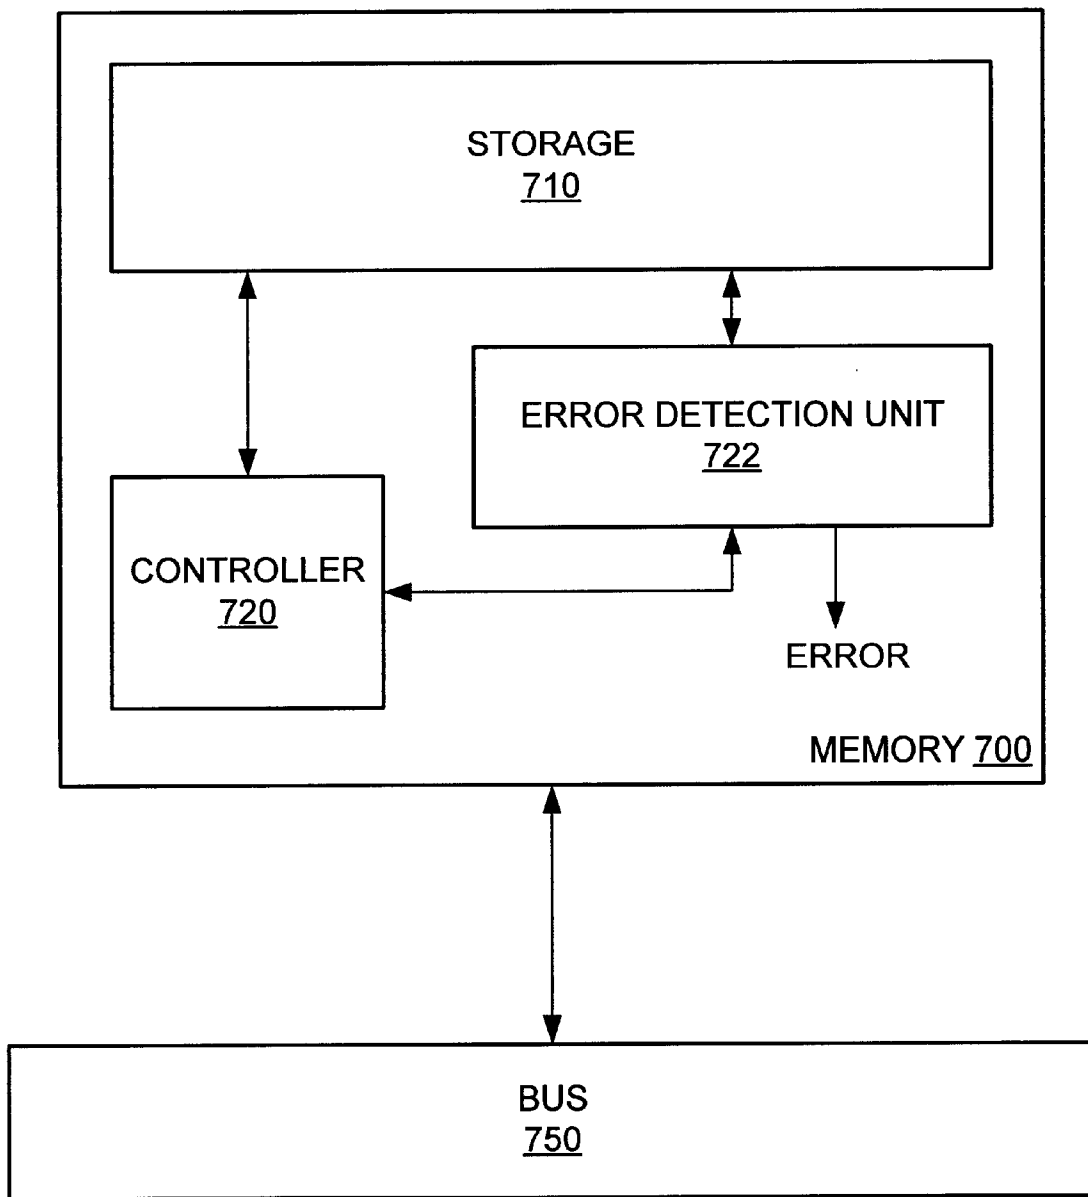 STORAGE
710
ERROR DETECTION UNIT
722
CONTROLLER
720
ERROR
MEMORY 700
BUS
750